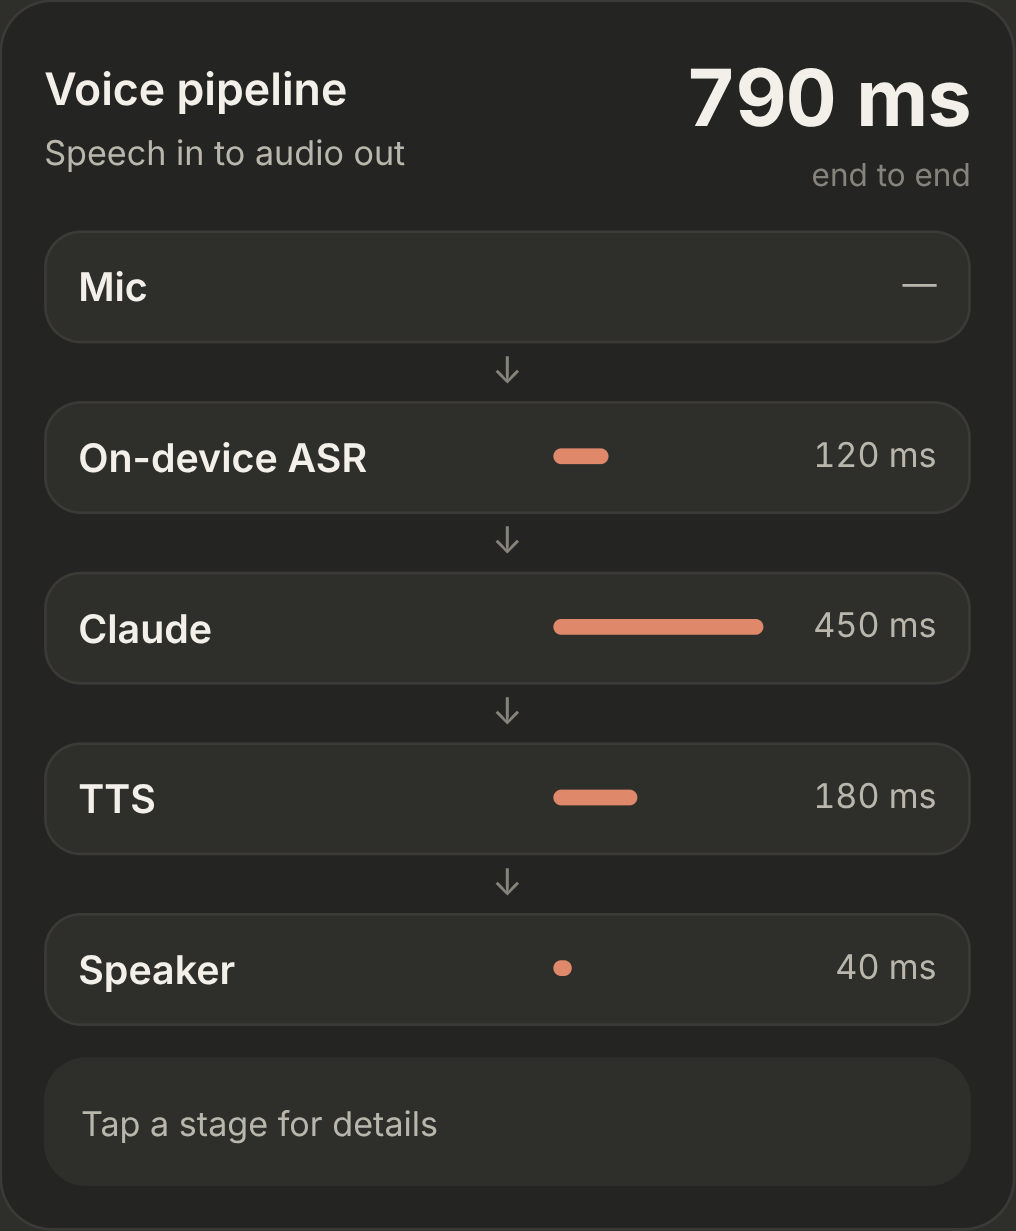 Voice pipeline
790 ms
Speech in to audio out
end to end
Mic
—
↓
On-device ASR
120 ms
↓
Claude
450 ms
↓
TTS
180 ms
↓
Speaker
40 ms
Tap a stage for details